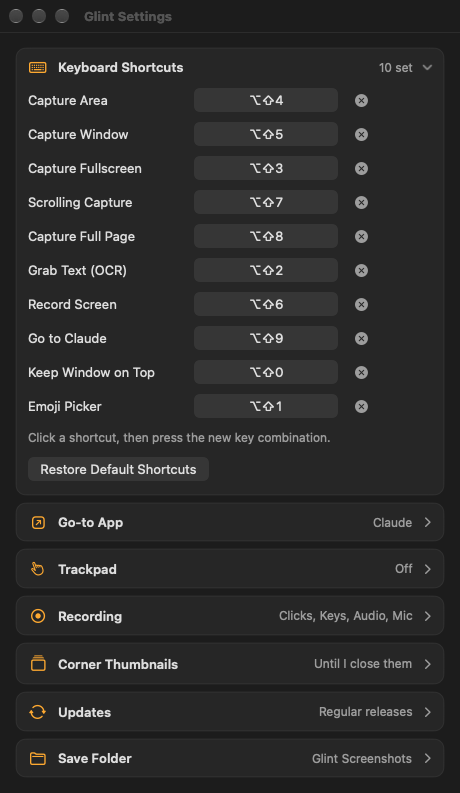 Glint Settings
Keyboard Shortcuts 10 set
Capture Area ⌥⇧4
Capture Window ⌥⇧5
Capture Fullscreen ⌥⇧3
Scrolling Capture ⌥⇧7
Capture Full Page ⌥⇧8
Grab Text (OCR) ⌥⇧2
Record Screen ⌥⇧6
Go to Claude ⌥⇧9
Keep Window on Top ⌥⇧0
Emoji Picker ⌥⇧1
Click a shortcut, then press the new key combination.
Restore Default Shortcuts
Go-to App Claude
Trackpad Off
Recording Clicks, Keys, Audio, Mic
Corner Thumbnails Until I close them
Updates Regular releases
Save Folder Glint Screenshots